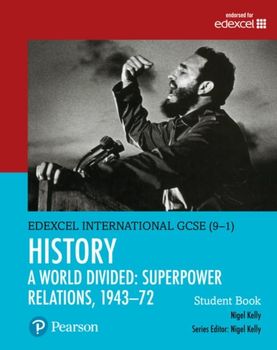 endorsed for
edexcel
EDEXCEL INTERNATIONAL GCSE (9–1)
HISTORY
A WORLD DIVIDED: SUPERPOWER
RELATIONS, 1943–72
Student Book
Nigel Kelly
Series Editor: Nigel Kelly
Pearson